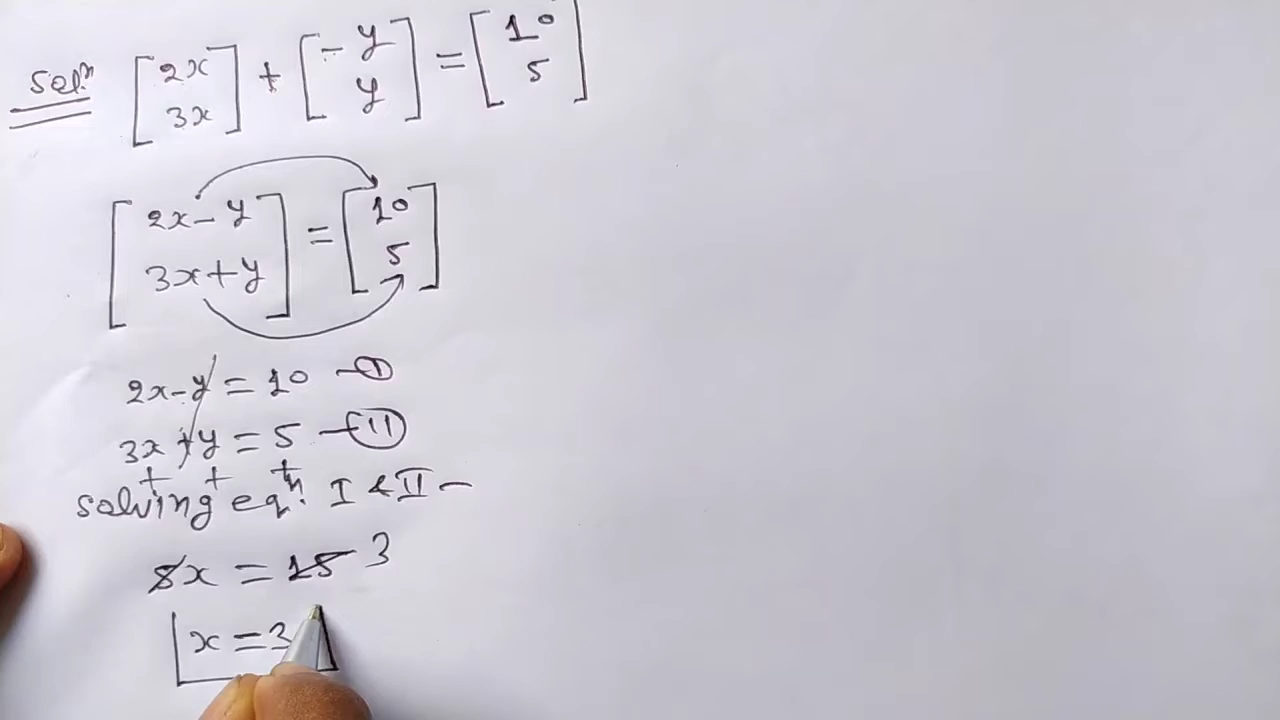 Solⁿ [2x 3x] + [-y y] = [10 5]
[2x-y 3x+y] = [10 5]
2x-y = 10 - I
3x+y = 5 - II
+ + +
solving eqⁿ. I & II -
5x = 15 3
x = 3